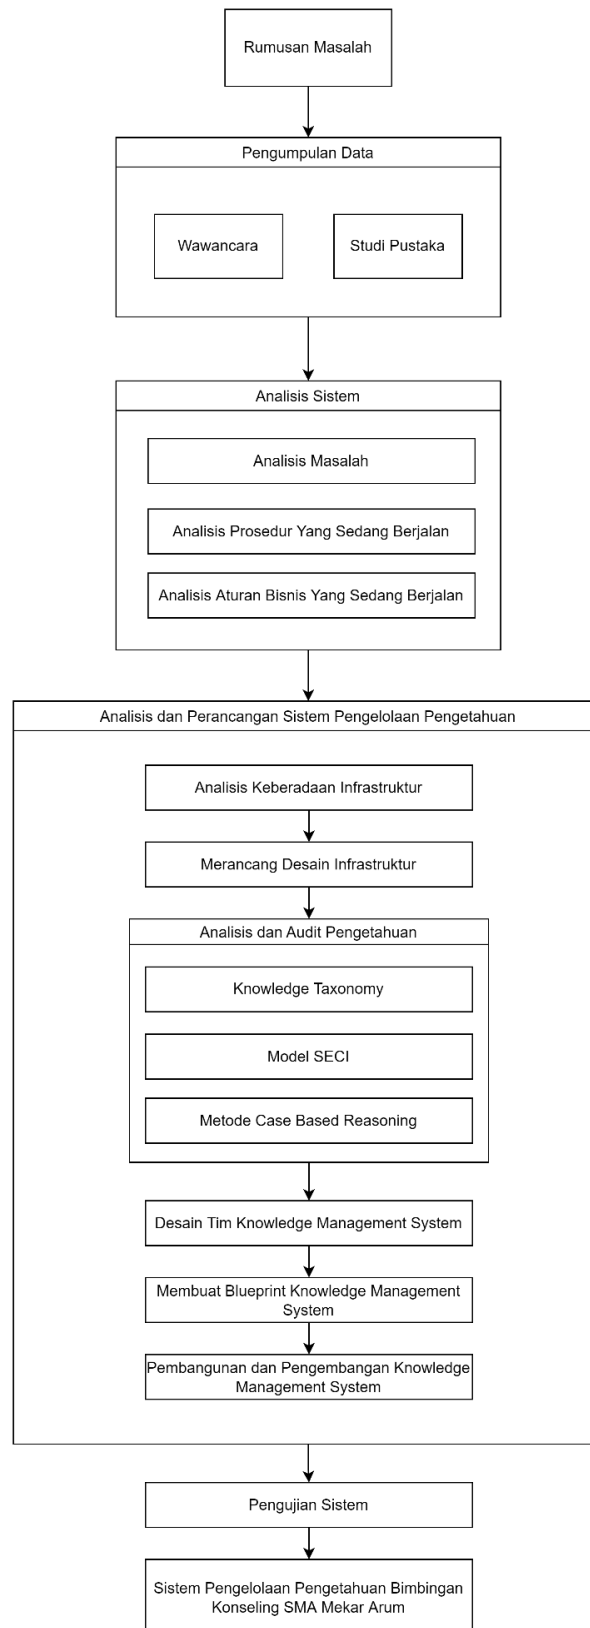 Rumusan Masalah
Pengumpulan Data
Wawancara
Studi Pustaka
Analisis Sistem
Analisis Masalah
Analisis Prosedur Yang Sedang Berjalan
Analisis Aturan Bisnis Yang Sedang Berjalan
Analisis dan Perancangan Sistem Pengelolaan Pengetahuan
Analisis Keberadaan Infrastruktur
Merancang Desain Infrastruktur
Analisis dan Audit Pengetahuan
Knowledge Taxonomy
Model SECI
Metode Case Based Reasoning
Desain Tim Knowledge Management System
Membuat Blueprint Knowledge Management
System
Pembangunan dan Pengembangan Knowledge
Management System
Pengujian Sistem
Sistem Pengelolaan Pengetahuan Bimbingan
Konseling SMA Mekar Arum